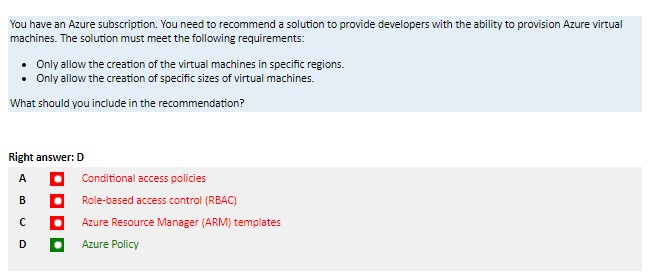 You have an Azure subscription. You need to recommend a solution to provide developers with the ability to provision Azure virtual
machines. The solution must meet the following requirements:
• Only allow the creation of the virtual machines in specific regions.
• Only allow the creation of specific sizes of virtual machines.
What should you include in the recommendation?
Right answer: D
A Conditional access policies
B Role-based access control (RBAC)
C Azure Resource Manager (ARM) templates
D Azure Policy